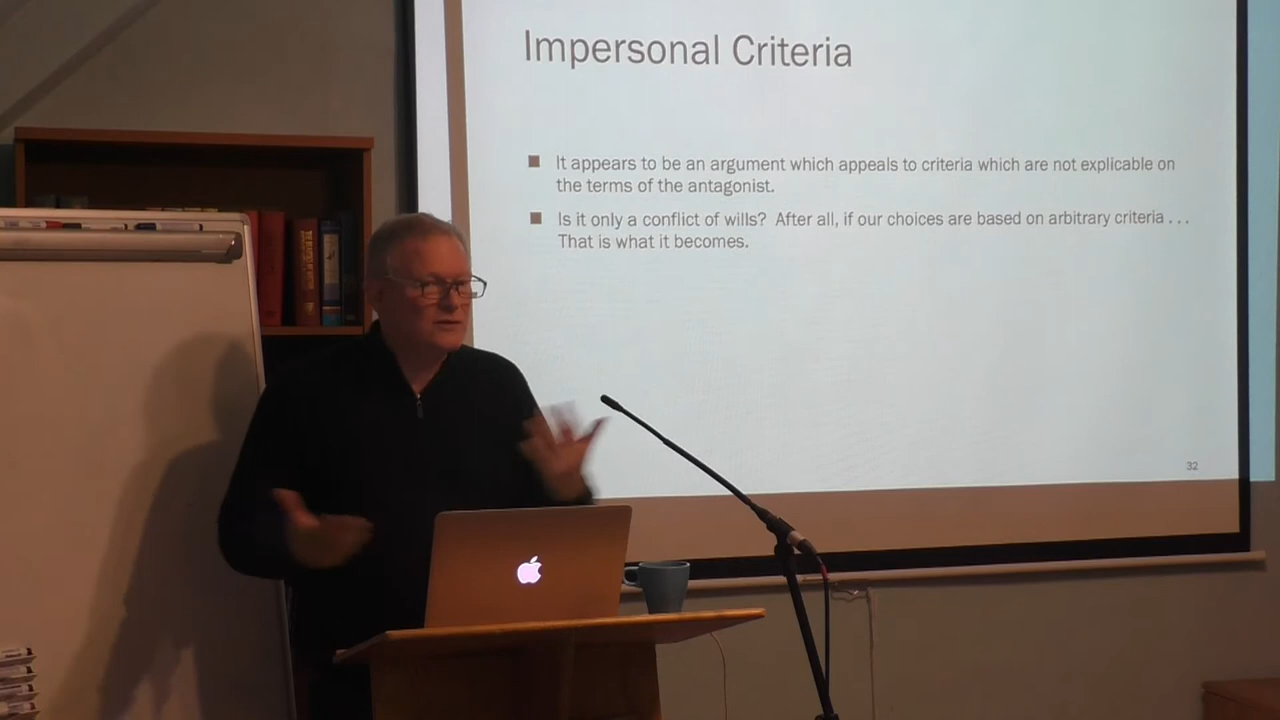 Impersonal Criteria
■ It appears to be an argument which appeals to criteria which are not explicable on
the terms of the antagonist.
■ Is it only a conflict of wills? After all, if our choices are based on arbitrary criteria . . .
That is what it becomes.
32